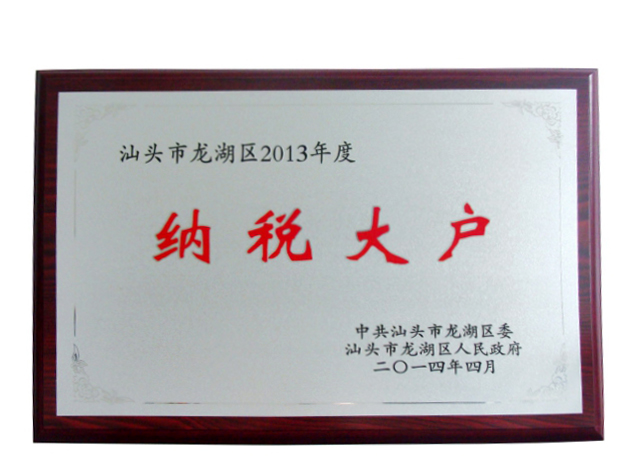 汕头市龙湖区2013年度
纳税大户
中共汕头市龙湖区委
汕头市龙湖区人民政府
二〇一四年四月